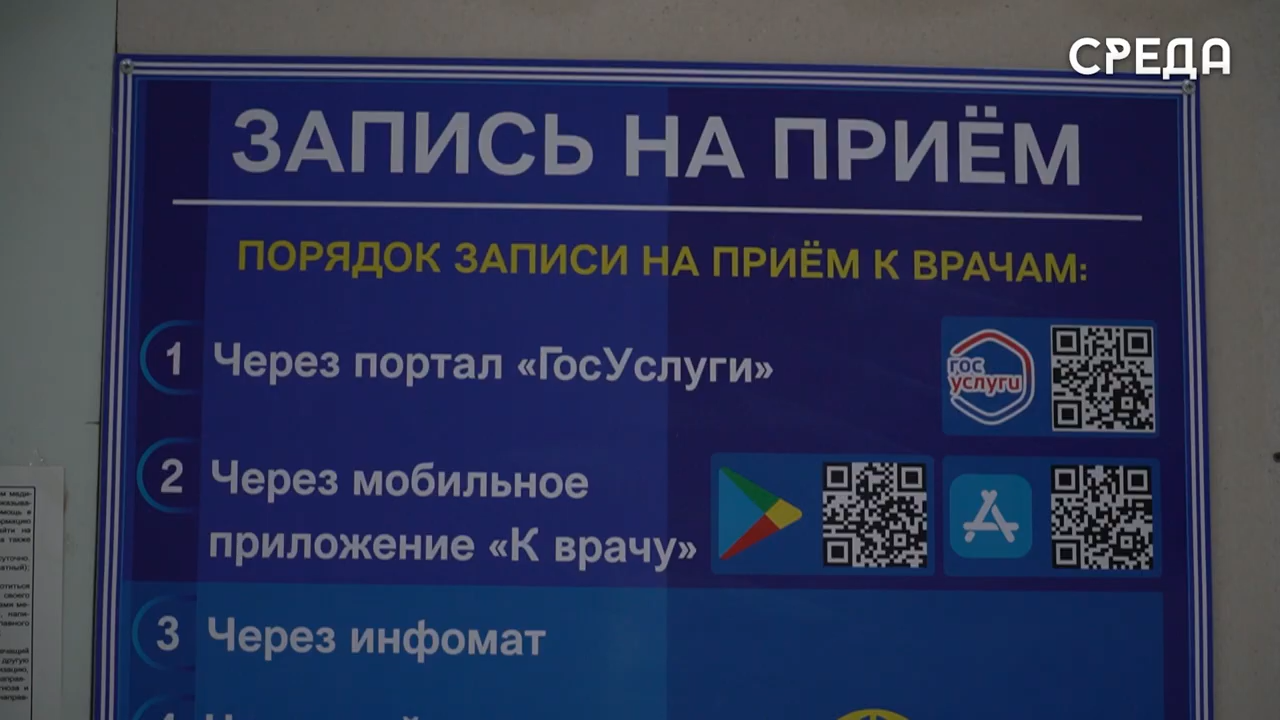 СРЕДА
ЗАПИСЬ НА ПРИЁМ
ПОРЯДОК ЗАПИСИ НА ПРИЁМ К ВРАЧАМ:
1 Через портал «ГосУслуги»
гос
услуги
2 Через мобильное
приложение «К врачу»
3 Через инфомат